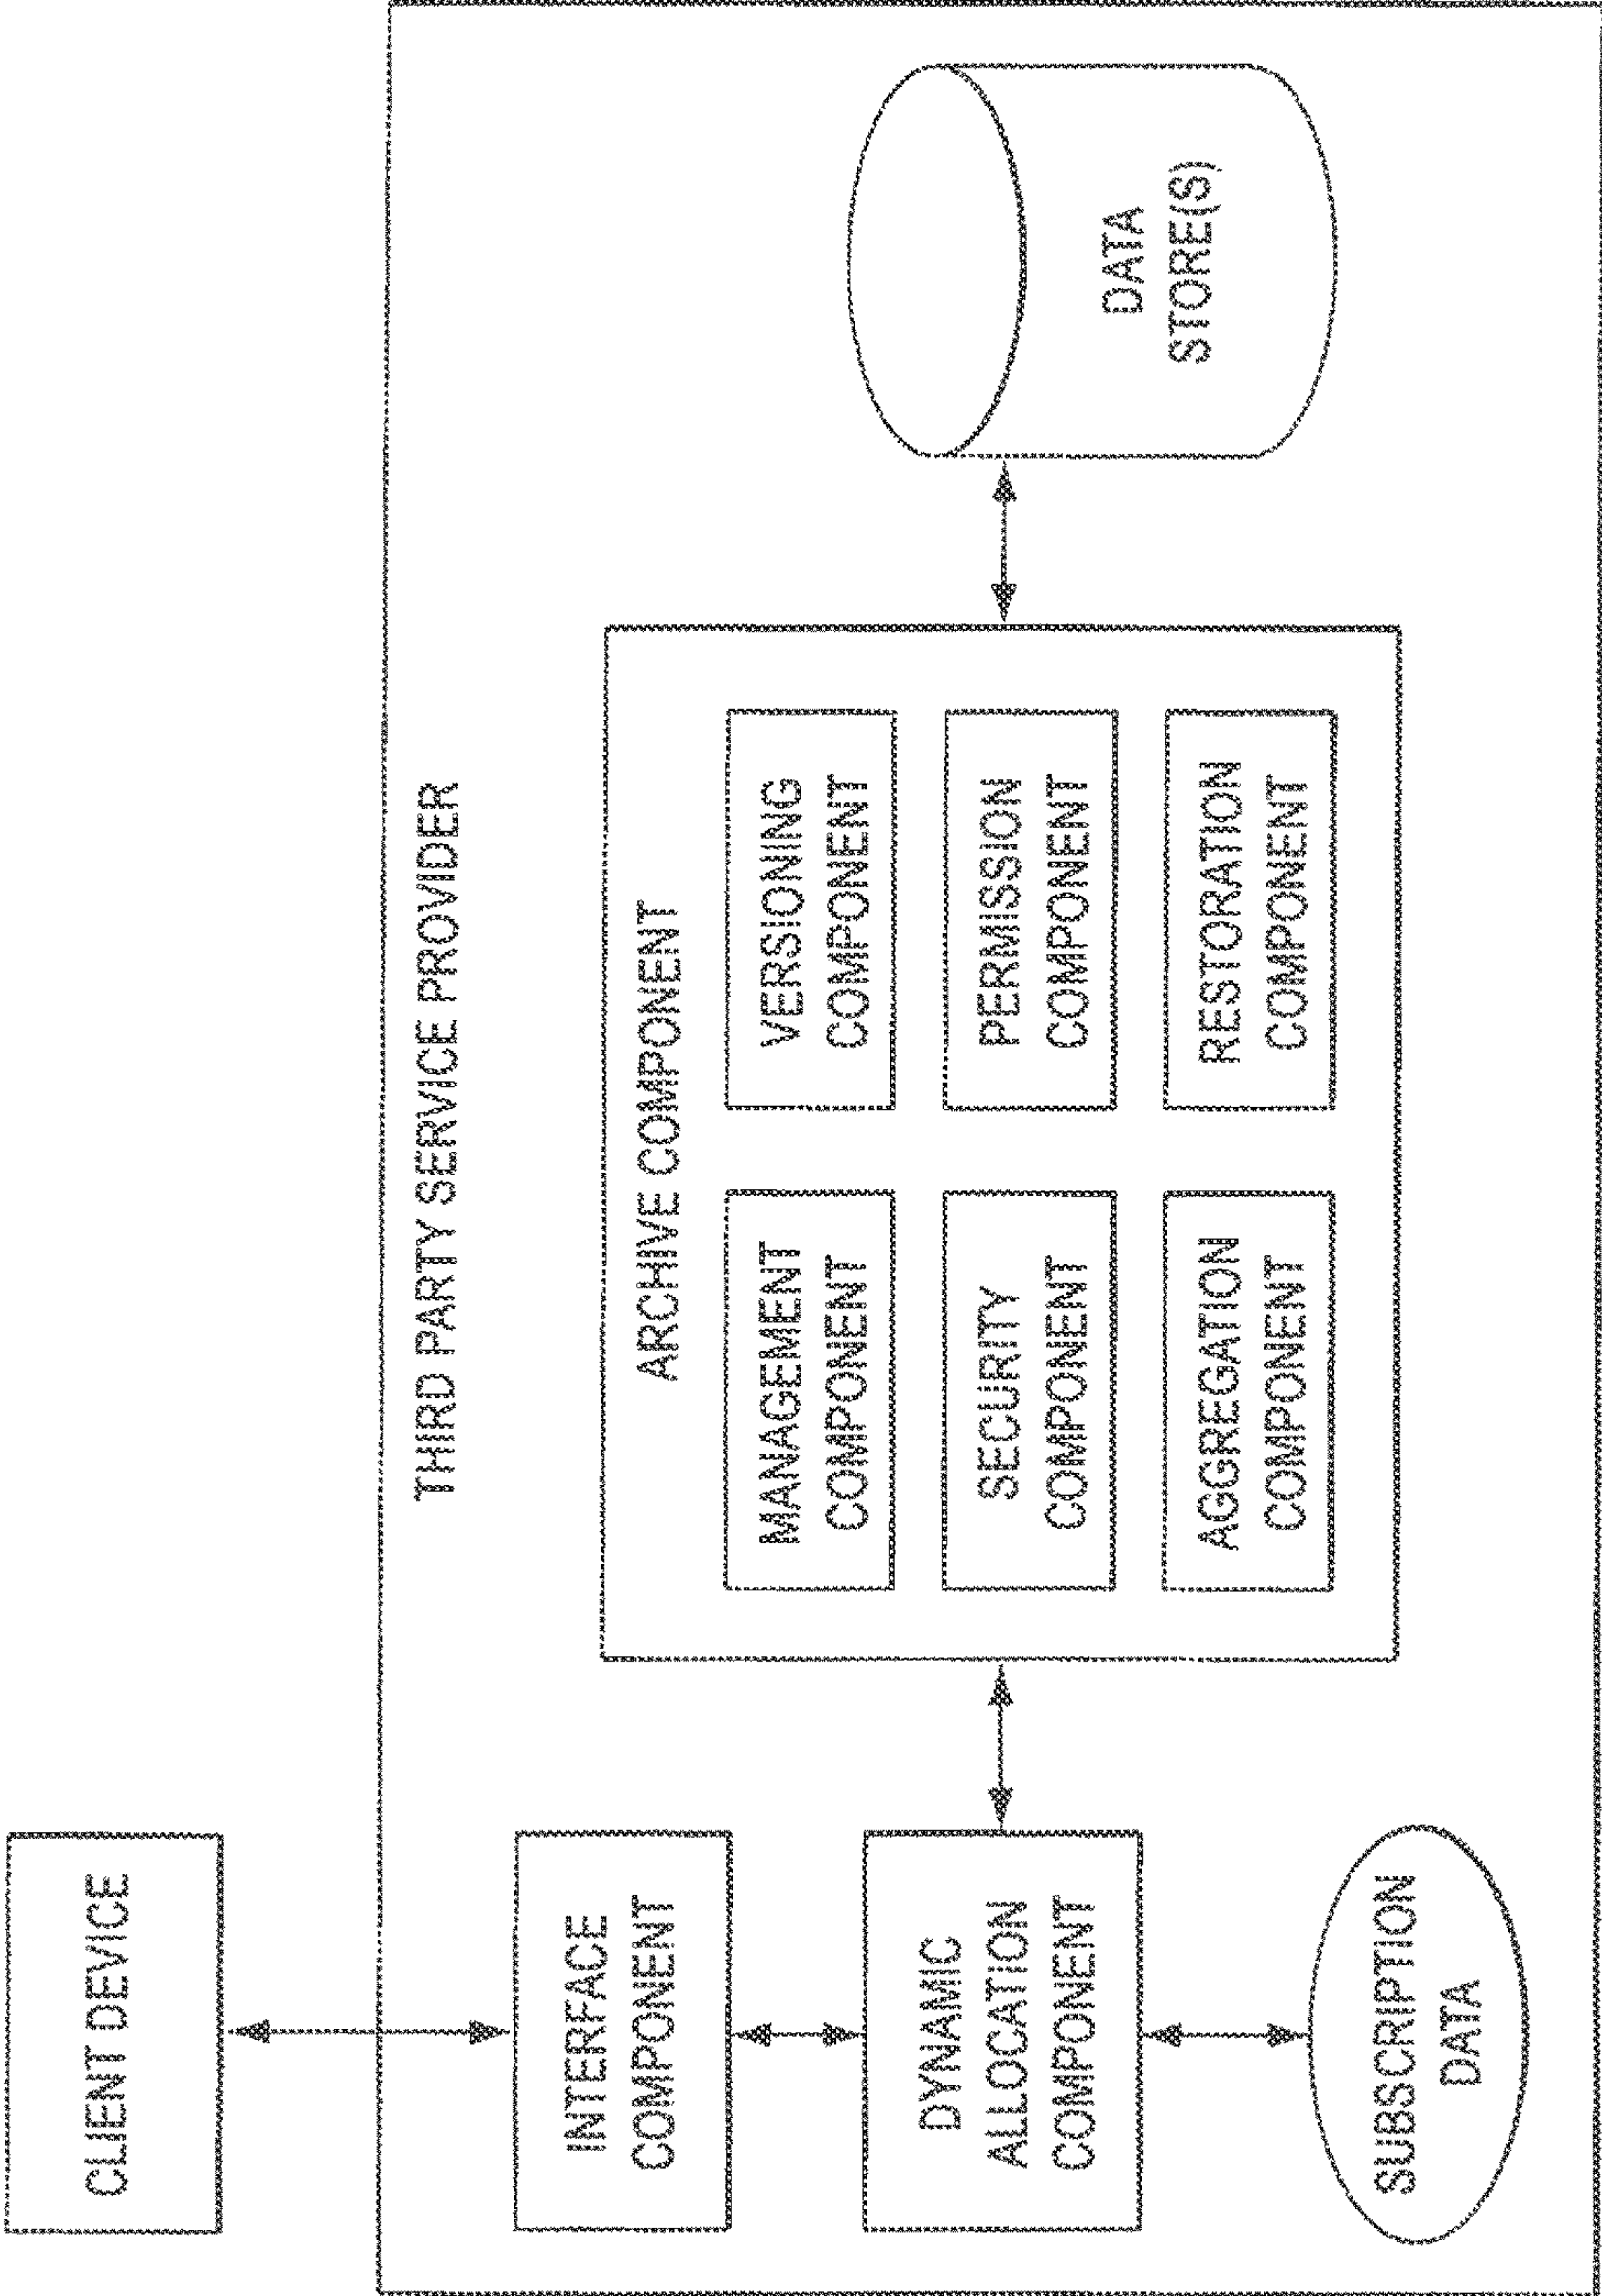 CLIENT DEVICE
THIRD PARTY SERVICE PROVIDER
INTERFACE
COMPONENT
DYNAMIC
ALLOCATION
COMPONENT
SUBSCRIPTION
DATA
ARCHIVE COMPONENT
MANAGEMENT
COMPONENT
VERSIONING
COMPONENT
SECURITY
COMPONENT
PERMISSION
COMPONENT
AGGREGATION
COMPONENT
RESTORATION
COMPONENT
DATA
STORE(S)